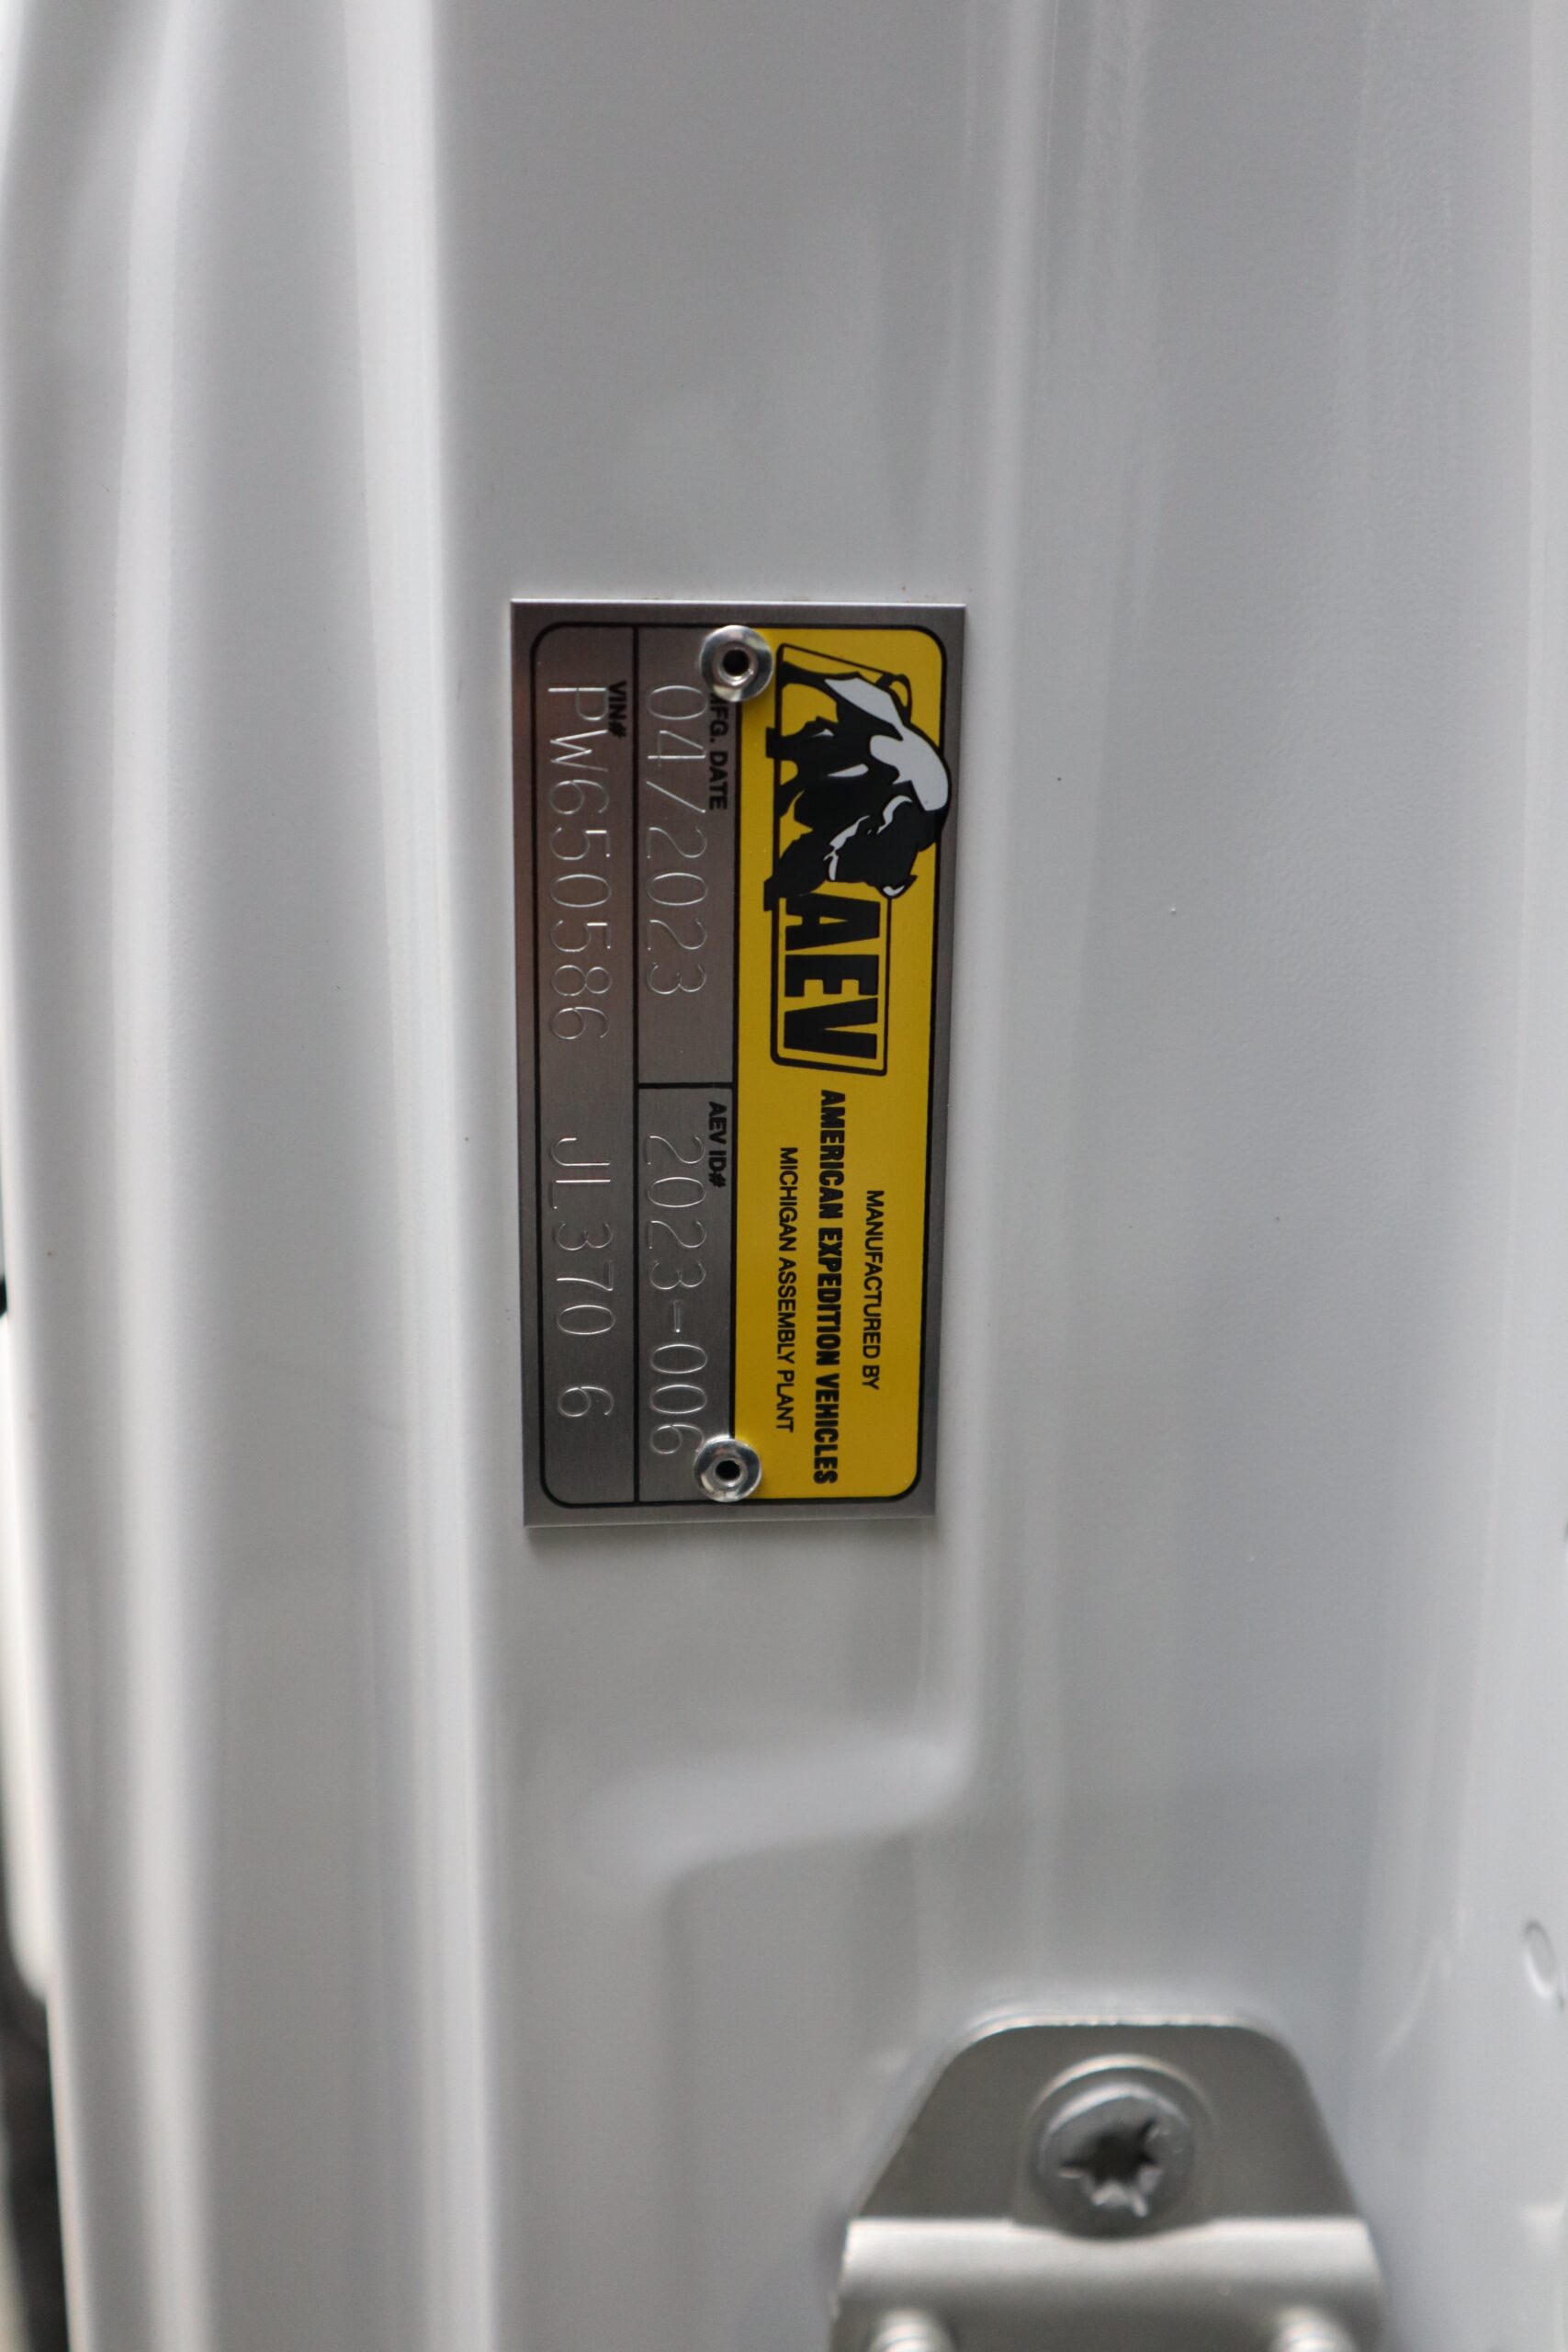 AEV
MANUFACTURED BY
AMERICAN EXPEDITION VEHICLES
MICHIGAN ASSEMBLY PLANT
MFG. DATE
04/2023
AEV ID#
2023-006
VIN#
PW650586 JL370 6